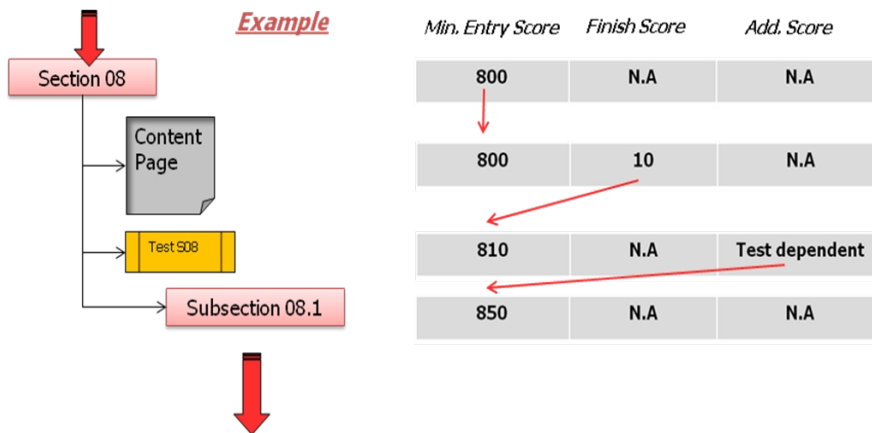 Example
Min. Entry Score Finish Score Add. Score
Section 08
800 N.A N.A
Content
Page
800 10 N.A
Test S08
810 N.A Test dependent
Subsection 08.1
850 N.A N.A